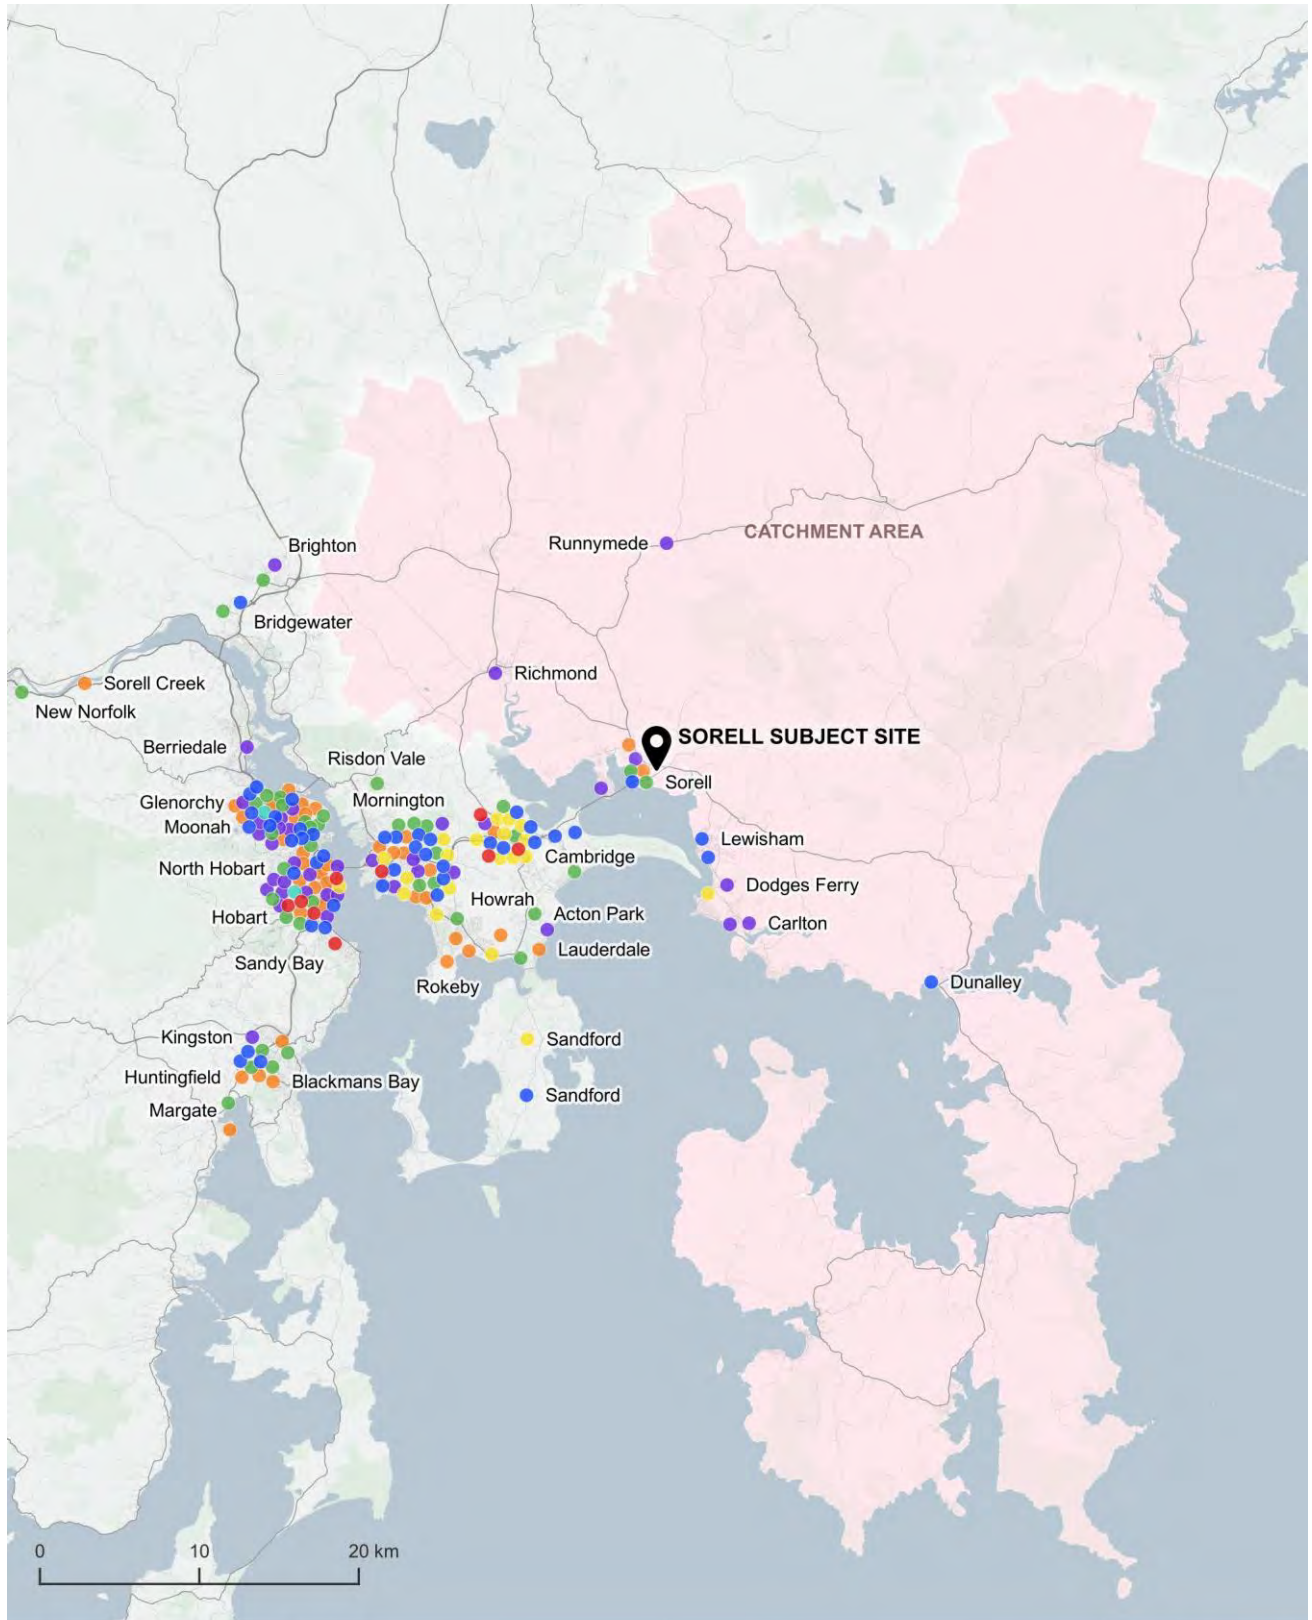 Runnymede
CATCHMENT AREA
Brighton
Bridgewater
Richmond
Sorell Creek
New Norfolk
SORELL SUBJECT SITE
Berriedale
Risdon Vale
Sorell
Glenorchy
Mornington
Moonah
Lewisham
Cambridge
North Hobart
Dodges Ferry
Howrah
Hobart
Acton Park
Carlton
Lauderdale
Sandy Bay
Rokeby
Dunalley
Kingston
Sandford
Huntingfield
Blackmans Bay
Sandford
Margate
0 10 20 km